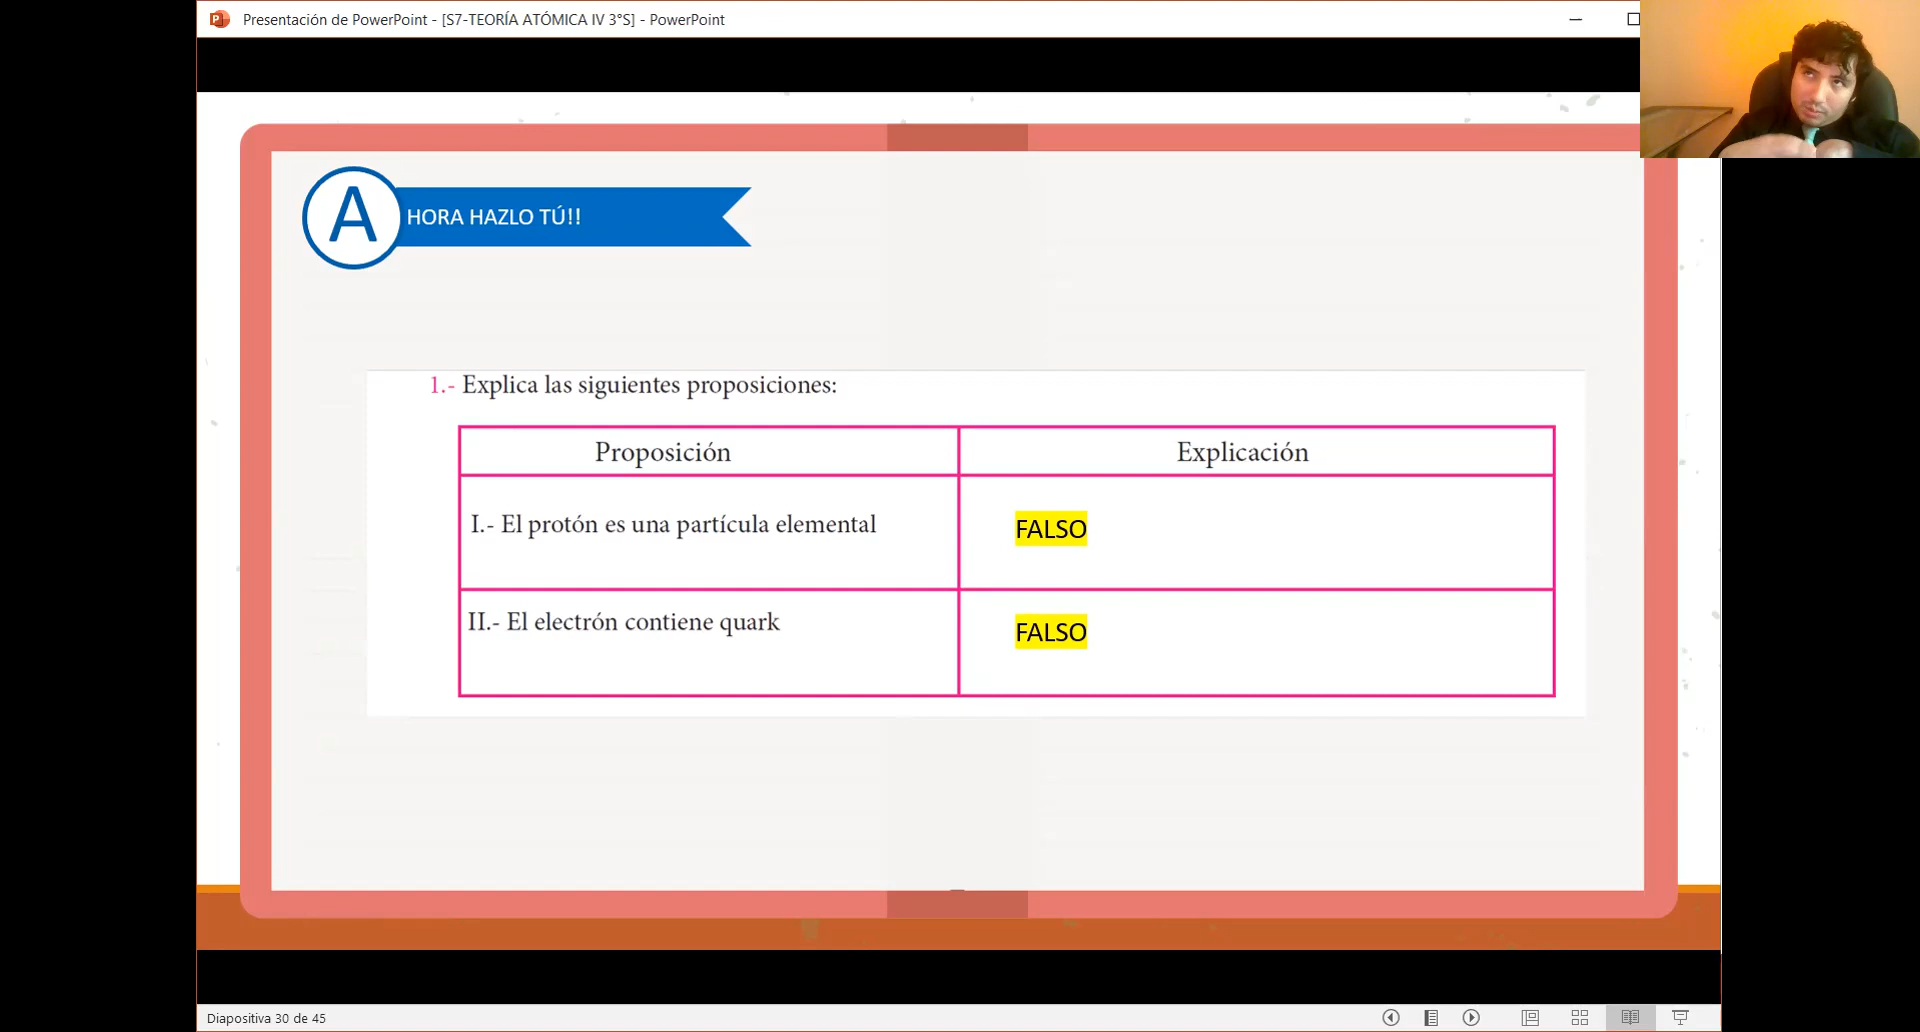 Presentación de PowerPoint - [S7-TEORÍA ATÓMICA IV 3°S] - PowerPoint
AHORA HAZLO TÚ!!
1.- Explica las siguientes proposiciones:
Proposición Explicación
I.- El protón es una partícula elemental FALSO
II.- El electrón contiene quark FALSO
Diapositiva 30 de 45